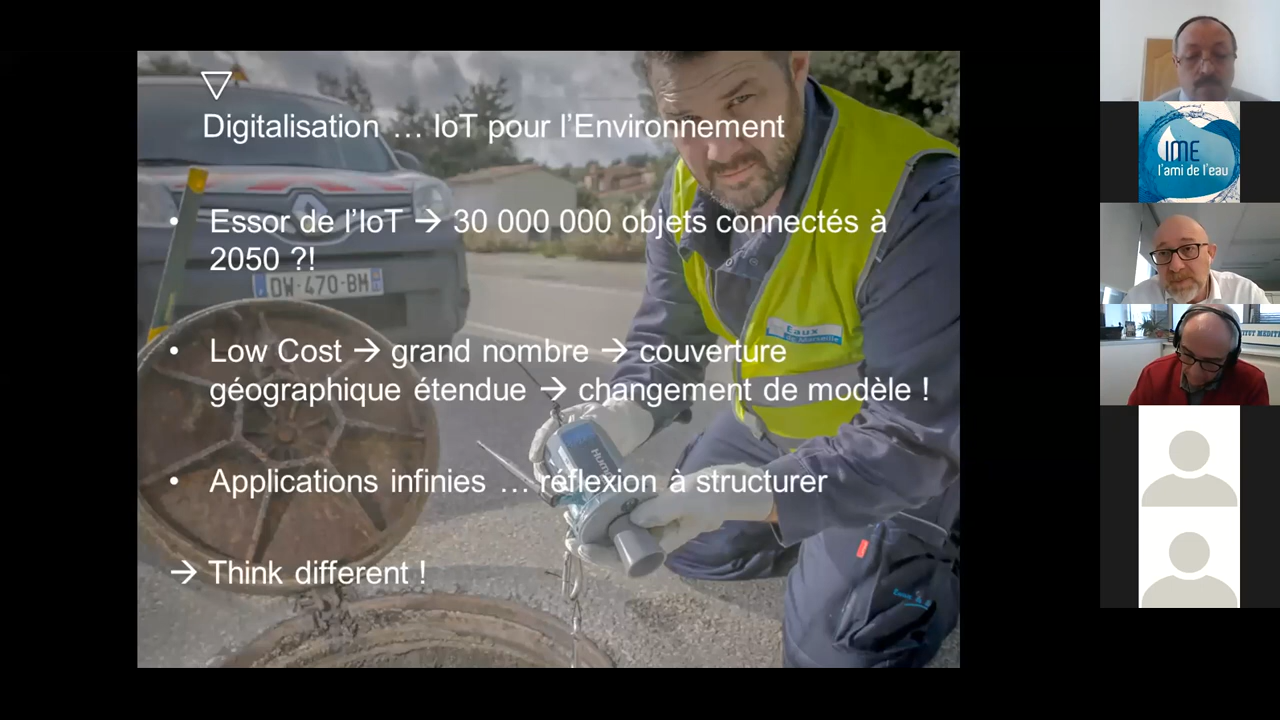 Digitalisation … IoT pour l’Environnement
• Essor de l’IoT → 30 000 000 objets connectés à
2050 ?!
DW-470-BM
Eaux
de Marseille
• Low Cost → grand nombre → couverture
géographique étendue → changement de modèle !
• Applications infinies … réflexion à structurer
→ Think different !
IME
l'ami de l'eau